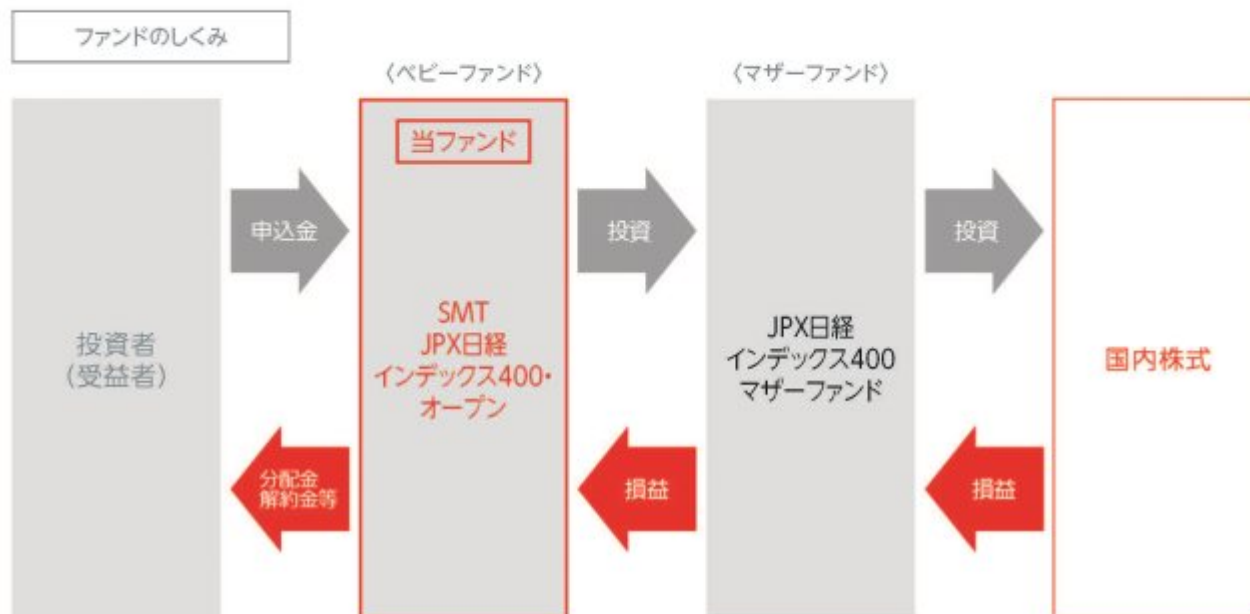 ファンドのしくみ
〈ベビーファンド〉
〈マザーファンド〉
当ファンド
申込金
投資
投資
投資者
(受益者)
SMT
JPX日経
インデックス400・
オープン
JPX日経
インデックス400
マザーファンド
国内株式
分配金
解約金等
損益
損益